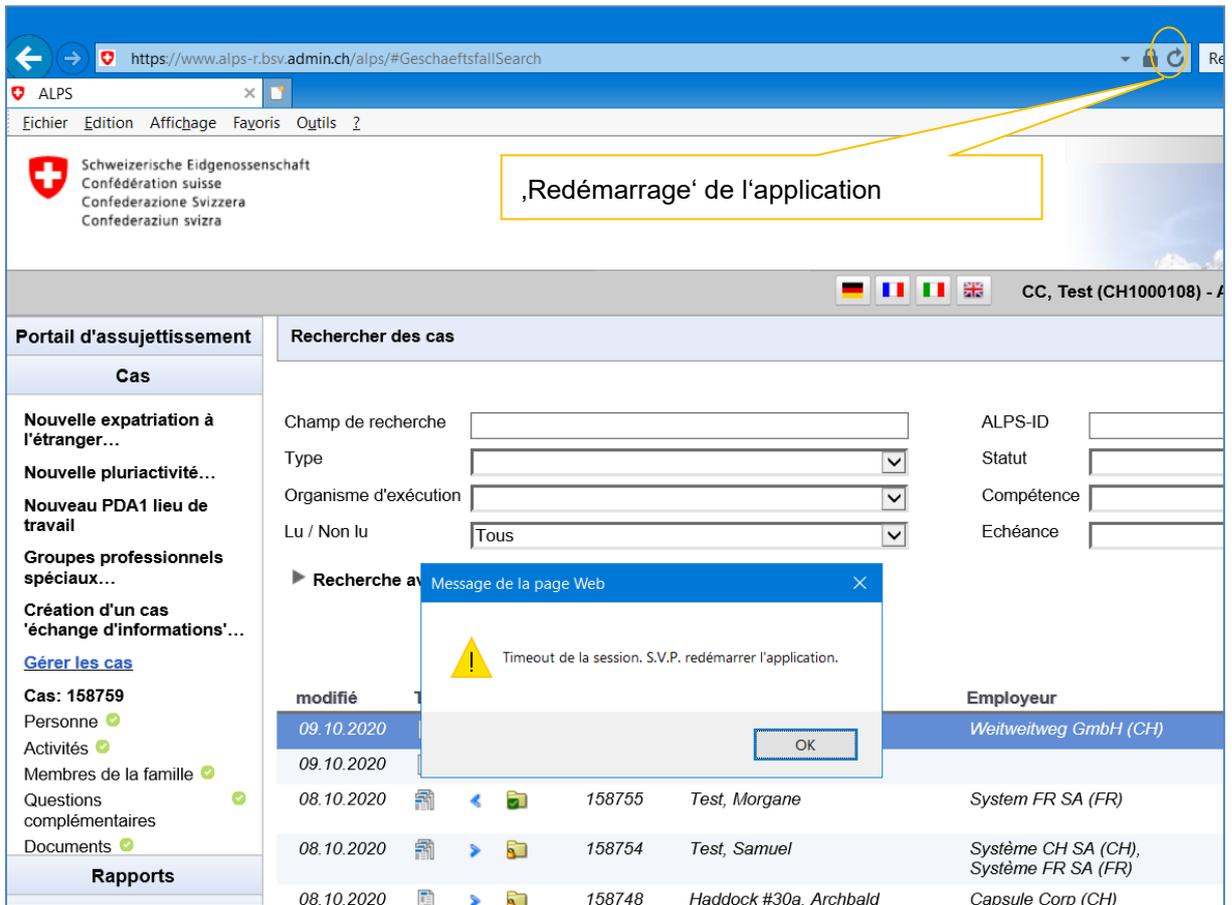 https://www.alps-r.bsv.admin.ch/alps/#GeschaeftsfallSearch
Re
ALPS
Fichier Edition Affichage Favoris Outils ?
Schweizerische Eidgenossenschaft
Confédération suisse
Confederazione Svizzera
Confederaziun svizra
‚Redémarrage‘ de l‘application
CC, Test (CH1000108) - A
Portail d'assujettissement
Cas
Nouvelle expatriation à
l'étranger…
Nouvelle pluriactivité…
Nouveau PDA1 lieu de
travail
Groupes professionnels
spéciaux…
Création d'un cas
'échange d'informations'…
Gérer les cas
Cas: 158759
Personne
Activités
Membres de la famille
Questions
complémentaires
Documents
Rapports
Rechercher des cas
Champ de recherche ALPS-ID
Type Statut
Organisme d'exécution Compétence
Lu / Non lu Tous Echéance
Recherche av
Message de la page Web
Timeout de la session. S.V.P. redémarrer l'application.
OK
modifié Employeur
09.10.2020 Weitweitweg GmbH (CH)
09.10.2020
08.10.2020 158755 Test, Morgane System FR SA (FR)
08.10.2020 158754 Test, Samuel Système CH SA (CH),
Système FR SA (FR)
08.10.2020 158748 Haddock #30a, Archbald Capsule Corp (CH)